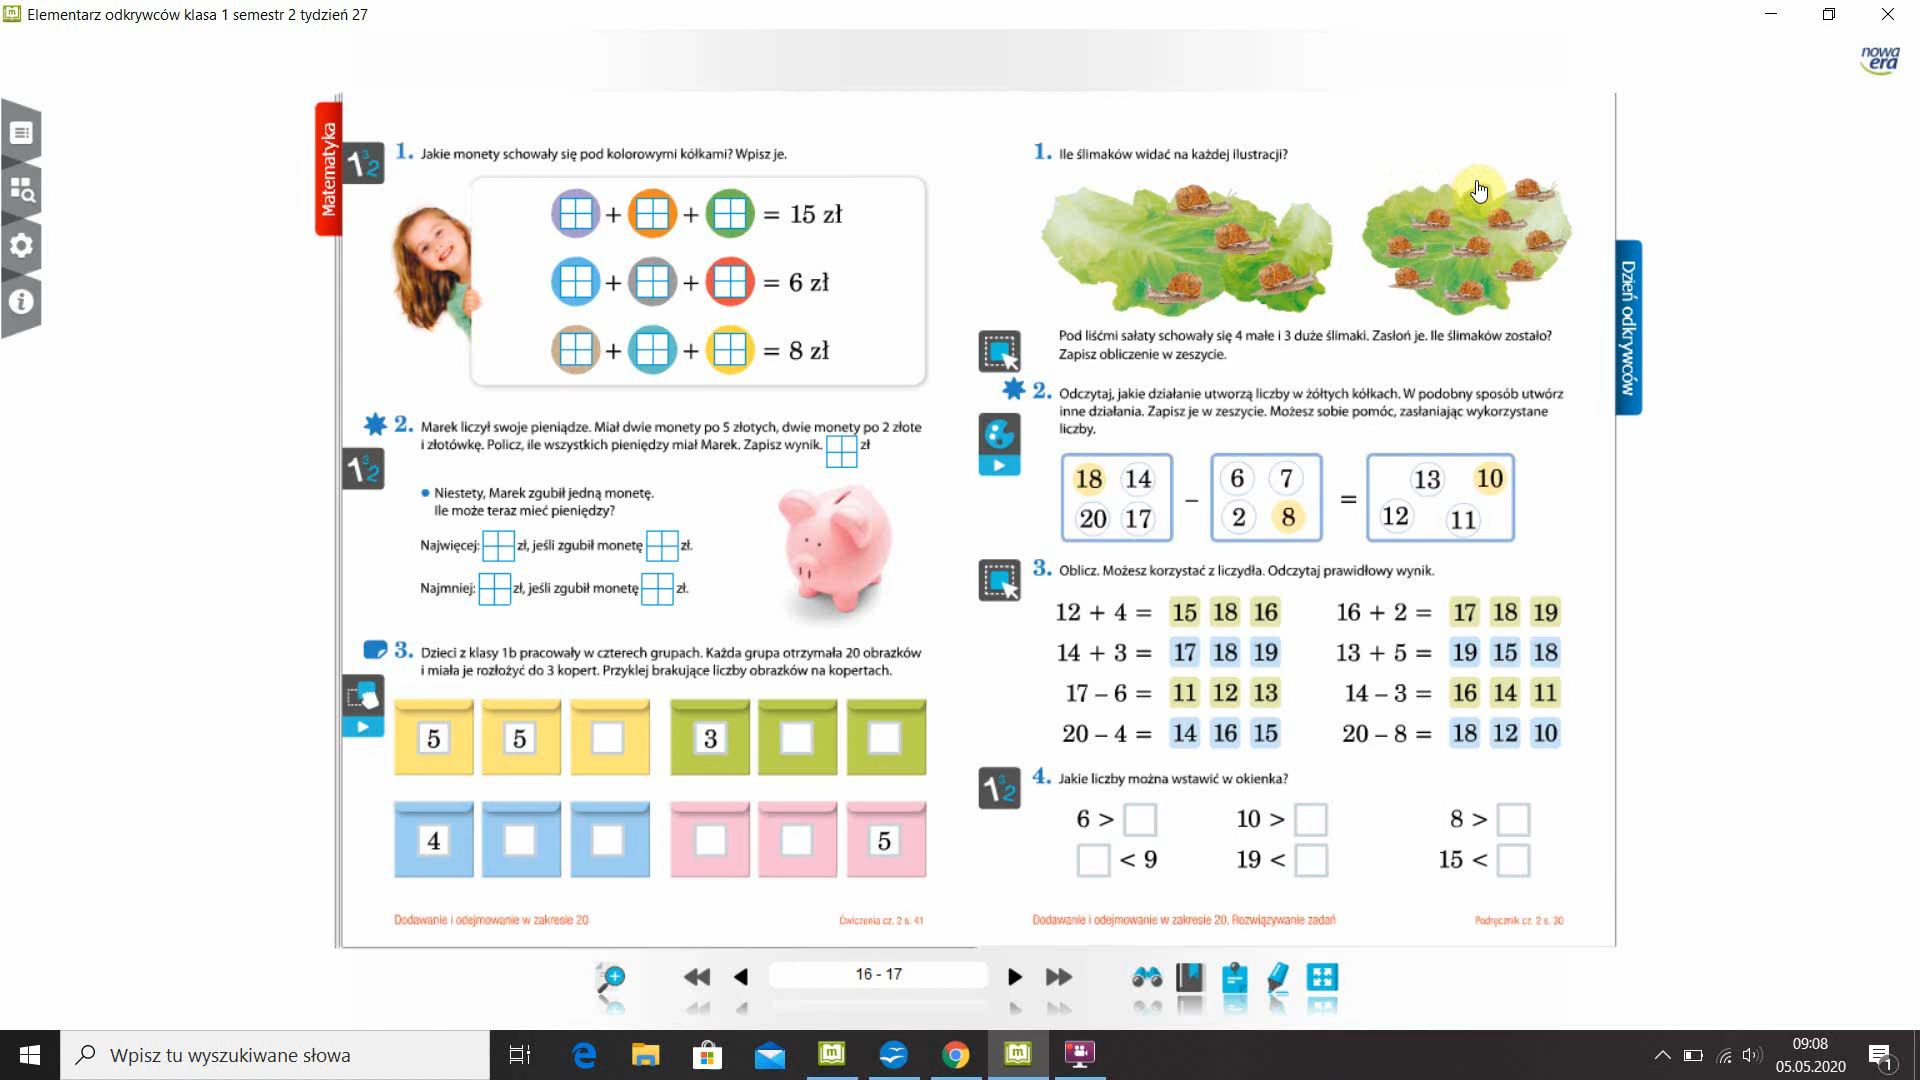 Elementarz odkrywców klasa 1 semestr 2 tydzień 27
nowa
era
Matematyka
1 3 2
1. Jakie monety schowały się pod kolorowymi kółkami? Wpisz je.
+ + = 15 zł
+ + = 6 zł
+ + = 8 zł
2. Marek liczył swoje pieniądze. Miał dwie monety po 5 złotych, dwie monety po 2 złote
i złotówkę. Policz, ile wszystkich pieniędzy miał Marek. Zapisz wynik. zł
1 3 2
• Niestety, Marek zgubił jedną monetę.
Ile może teraz mieć pieniędzy?
Najwięcej: zł, jeśli zgubił monetę zł.
Najmniej: zł, jeśli zgubił monetę zł.
3. Dzieci z klasy 1b pracowały w czterech grupach. Każda grupa otrzymała 20 obrazków
i miała je rozłożyć do 3 kopert. Przyklej brakujące liczby obrazków na kopertach.
5 5 3
4 5
Dodawanie i odejmowanie w zakresie 20
Ćwiczenia cz. 2 s. 41
1. Ile ślimaków widać na każdej ilustracji?
Pod liśćmi sałaty schowały się 4 małe i 3 duże ślimaki. Zasłoń je. Ile ślimaków zostało?
Zapisz obliczenie w zeszycie.
2. Odczytaj, jakie działanie utworzą liczby w żółtych kółkach. W podobny sposób utwórz
inne działania. Zapisz je w zeszycie. Możesz sobie pomóc, zasłaniając wykorzystane
liczby.
18 14 6 7 13 10
– =
20 17 2 8 12 11
3. Oblicz. Możesz korzystać z liczydła. Odczytaj prawidłowy wynik.
12 + 4 = 15 18 16 16 + 2 = 17 18 19
14 + 3 = 17 18 19 13 + 5 = 19 15 18
17 – 6 = 11 12 13 14 – 3 = 16 14 11
20 – 4 = 14 16 15 20 – 8 = 18 12 10
1 3 2
4. Jakie liczby można wstawić w okienka?
6 > 10 > 8 >
< 9 19 < 15 <
Dodawanie i odejmowanie w zakresie 20. Rozwiązywanie zadań
Podręcznik cz. 2 s. 30
Dzień odkrywców
16 - 17
Wpisz tu wyszukiwane słowa
09:08
05.05.2020
1